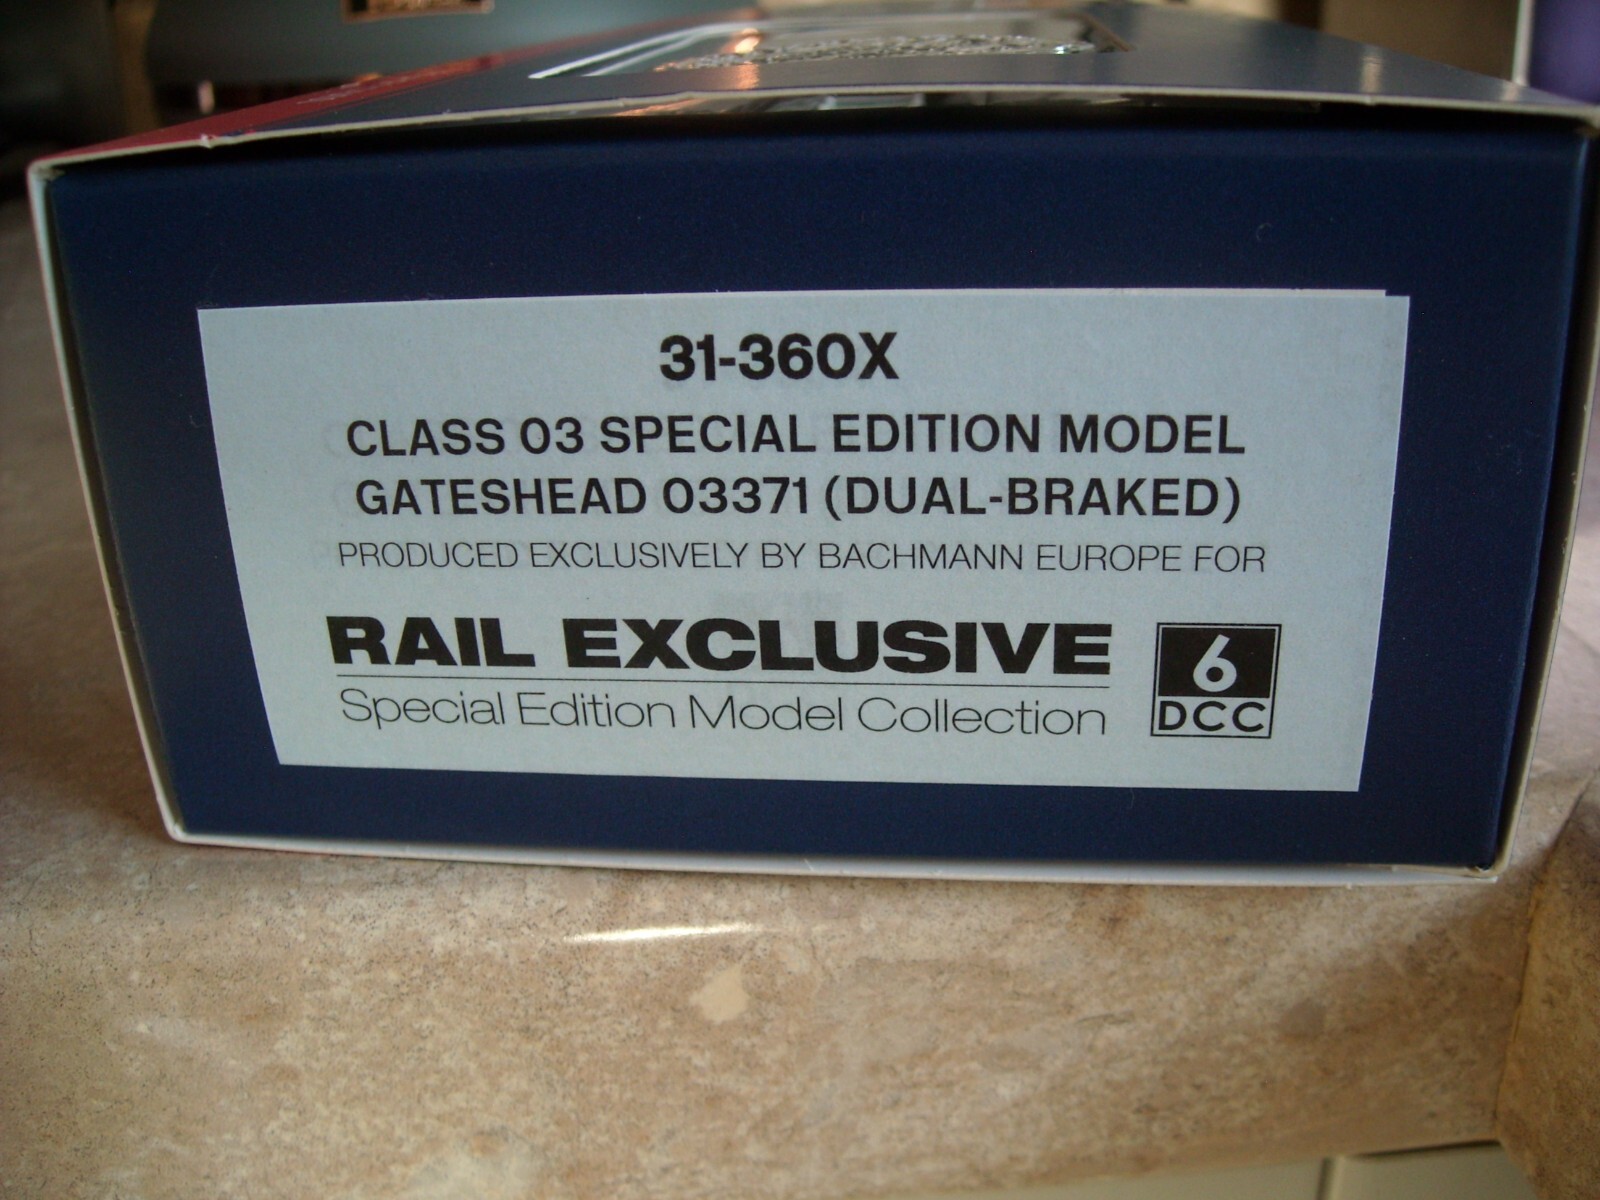 31-360X
CLASS 03 SPECIAL EDITION MODEL
GATESHEAD 03371 (DUAL-BRAKED)
PRODUCED EXCLUSIVELY BY BACHMANN EUROPE FOR
RAIL EXCLUSIVE
Special Edition Model Collection
6
DCC